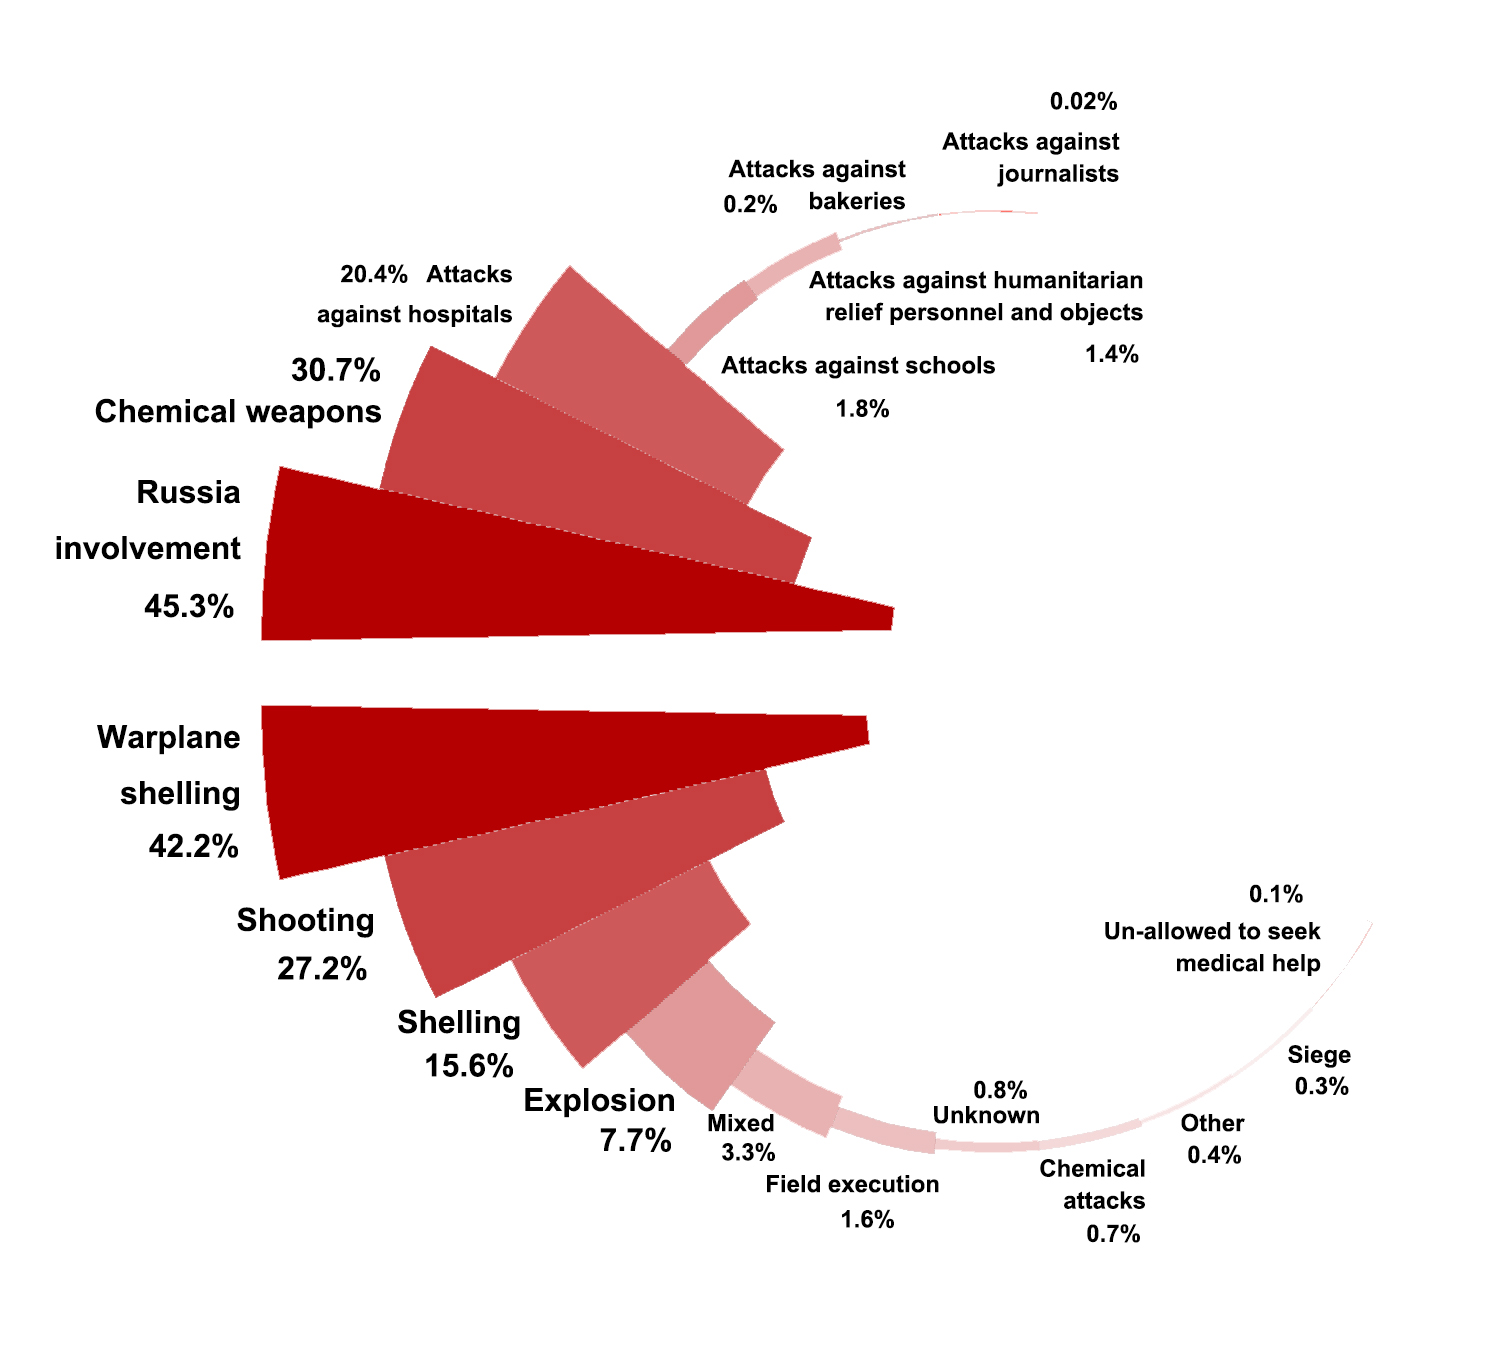 0.02%
Attacks against
journalists
Attacks against
0.2% bakeries
20.4% Attacks
against hospitals
Attacks against humanitarian
relief personnel and objects
1.4%
30.7%
Chemical weapons
Attacks against schools
1.8%
Russia
involvement
45.3%
Warplane
shelling
42.2%
Shooting
27.2%
Shelling
15.6%
Explosion
7.7%
Mixed
3.3%
Field execution
1.6%
0.8%
Unknown
Chemical
attacks
0.7%
Other
0.4%
Siege
0.3%
0.1%
Un-allowed to seek
medical help